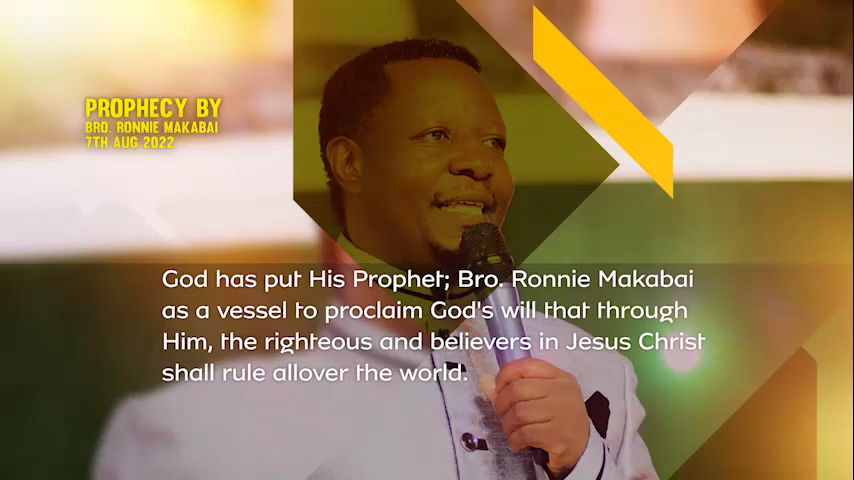 PROPHECY BY
BRO. RONNIE MAKABAI
7TH AUG 2022
God has put His Prophet; Bro. Ronnie Makabai
as a vessel to proclaim God's will that through
Him, the righteous and believers in Jesus Christ
shall rule allover the world.